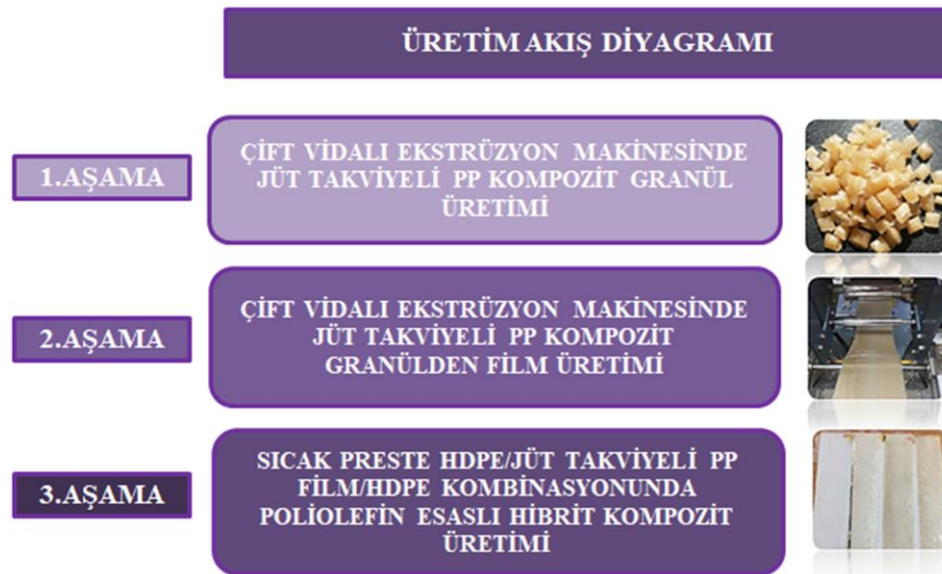 ÜRETİM AKIŞ DİYAGRAMI
1.AŞAMA
ÇİFT VİDALI EKSTRÜZYON MAKİNESİNDE
JÜT TAKVİYELİ PP KOMPOZİT GRANÜL
ÜRETİMİ
2.AŞAMA
ÇİFT VİDALI EKSTRÜZYON MAKİNESİNDE
JÜT TAKVİYELİ PP KOMPOZİT
GRANÜLDEN FİLM ÜRETİMİ
3.AŞAMA
SICAK PRESTE HDPE/JÜT TAKVİYELİ PP
FİLM/HDPE KOMBİNASYONUNDA
POLİOLEFİN ESASLI HİBRİT KOMPOZİT
ÜRETİMİ